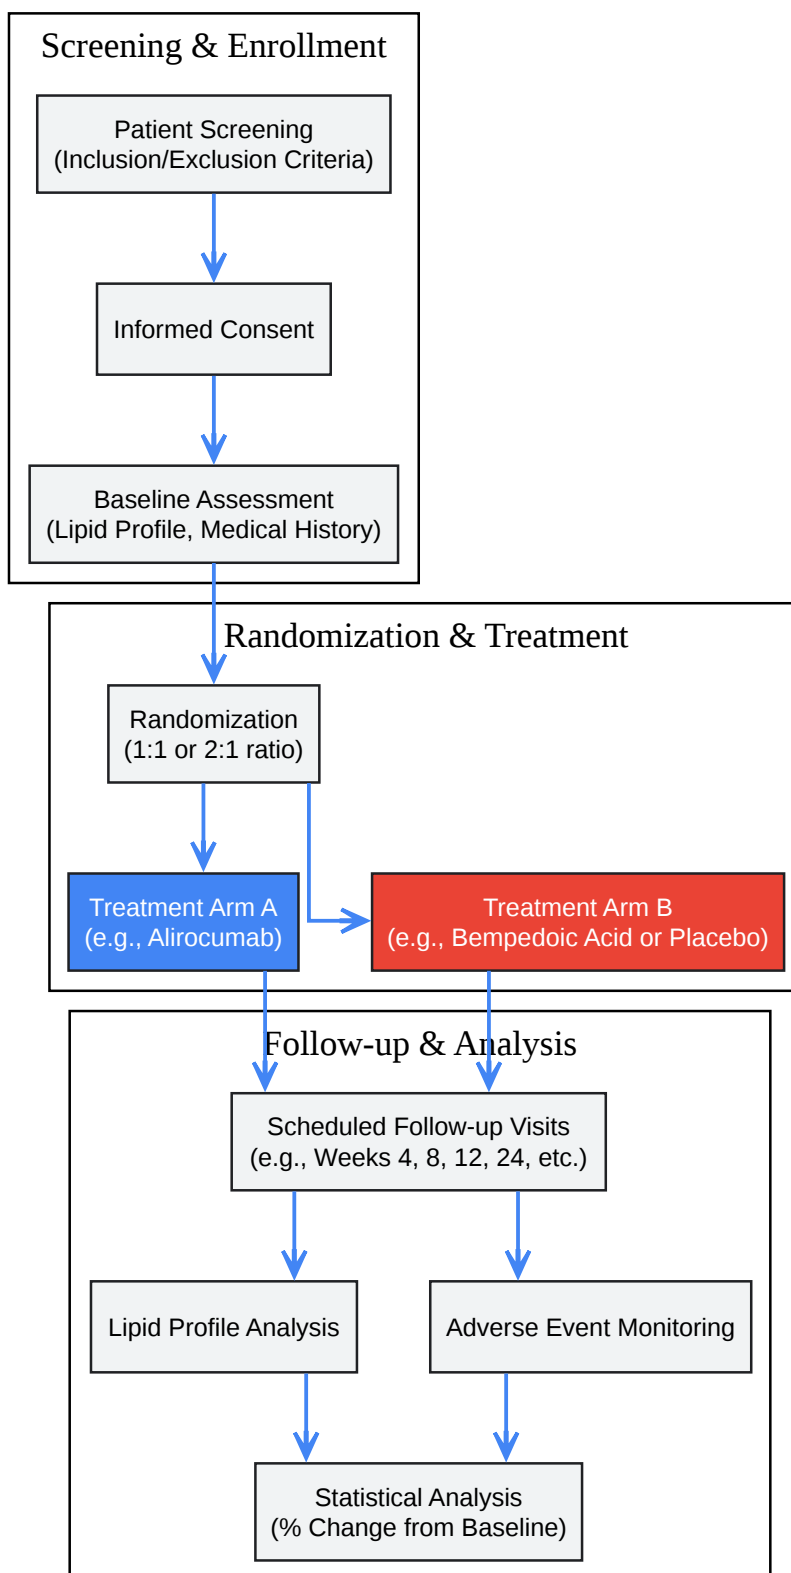 Screening & Enrollment
Patient Screening
(Inclusion/Exclusion Criteria)
Informed Consent
Baseline Assessment
(Lipid Profile, Medical History)
Randomization & Treatment
Randomization
(1:1 or 2:1 ratio)
Treatment Arm A
(e.g., Alirocumab)
Treatment Arm B
(e.g., Bempedoic Acid or Placebo)
Follow-up & Analysis
Scheduled Follow-up Visits
(e.g., Weeks 4, 8, 12, 24, etc.)
Lipid Profile Analysis
Adverse Event Monitoring
Statistical Analysis
(% Change from Baseline)